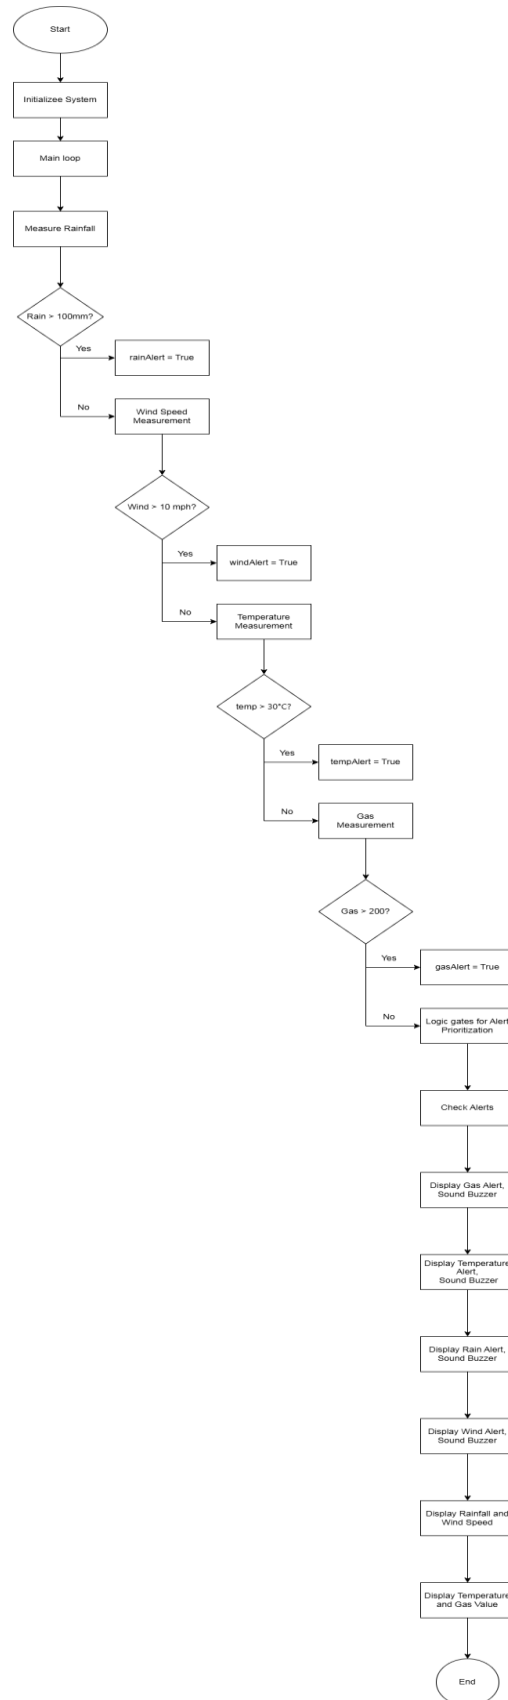 Start
Initializee System
Main loop
Measure Rainfall
Rain > 100mm?
Yes
rainAlert = True
No
Wind Speed
Measurement
Wind > 10 mph?
Yes
windAlert = True
No
Temperature
Measurement
temp > 30°C?
Yes
tempAlert = True
No
Gas
Measurement
Gas > 200?
Yes
gasAlert = True
No
Logic gates for Alert
Prioritization
Check Alerts
Display Gas Alert,
Sound Buzzer
Display Temperature
Alert,
Sound Buzzer
Display Rain Alert,
Sound Buzzer
Display Wind Alert,
Sound Buzzer
Display Rainfall and
Wind Speed
Display Temperature
and Gas Value
End